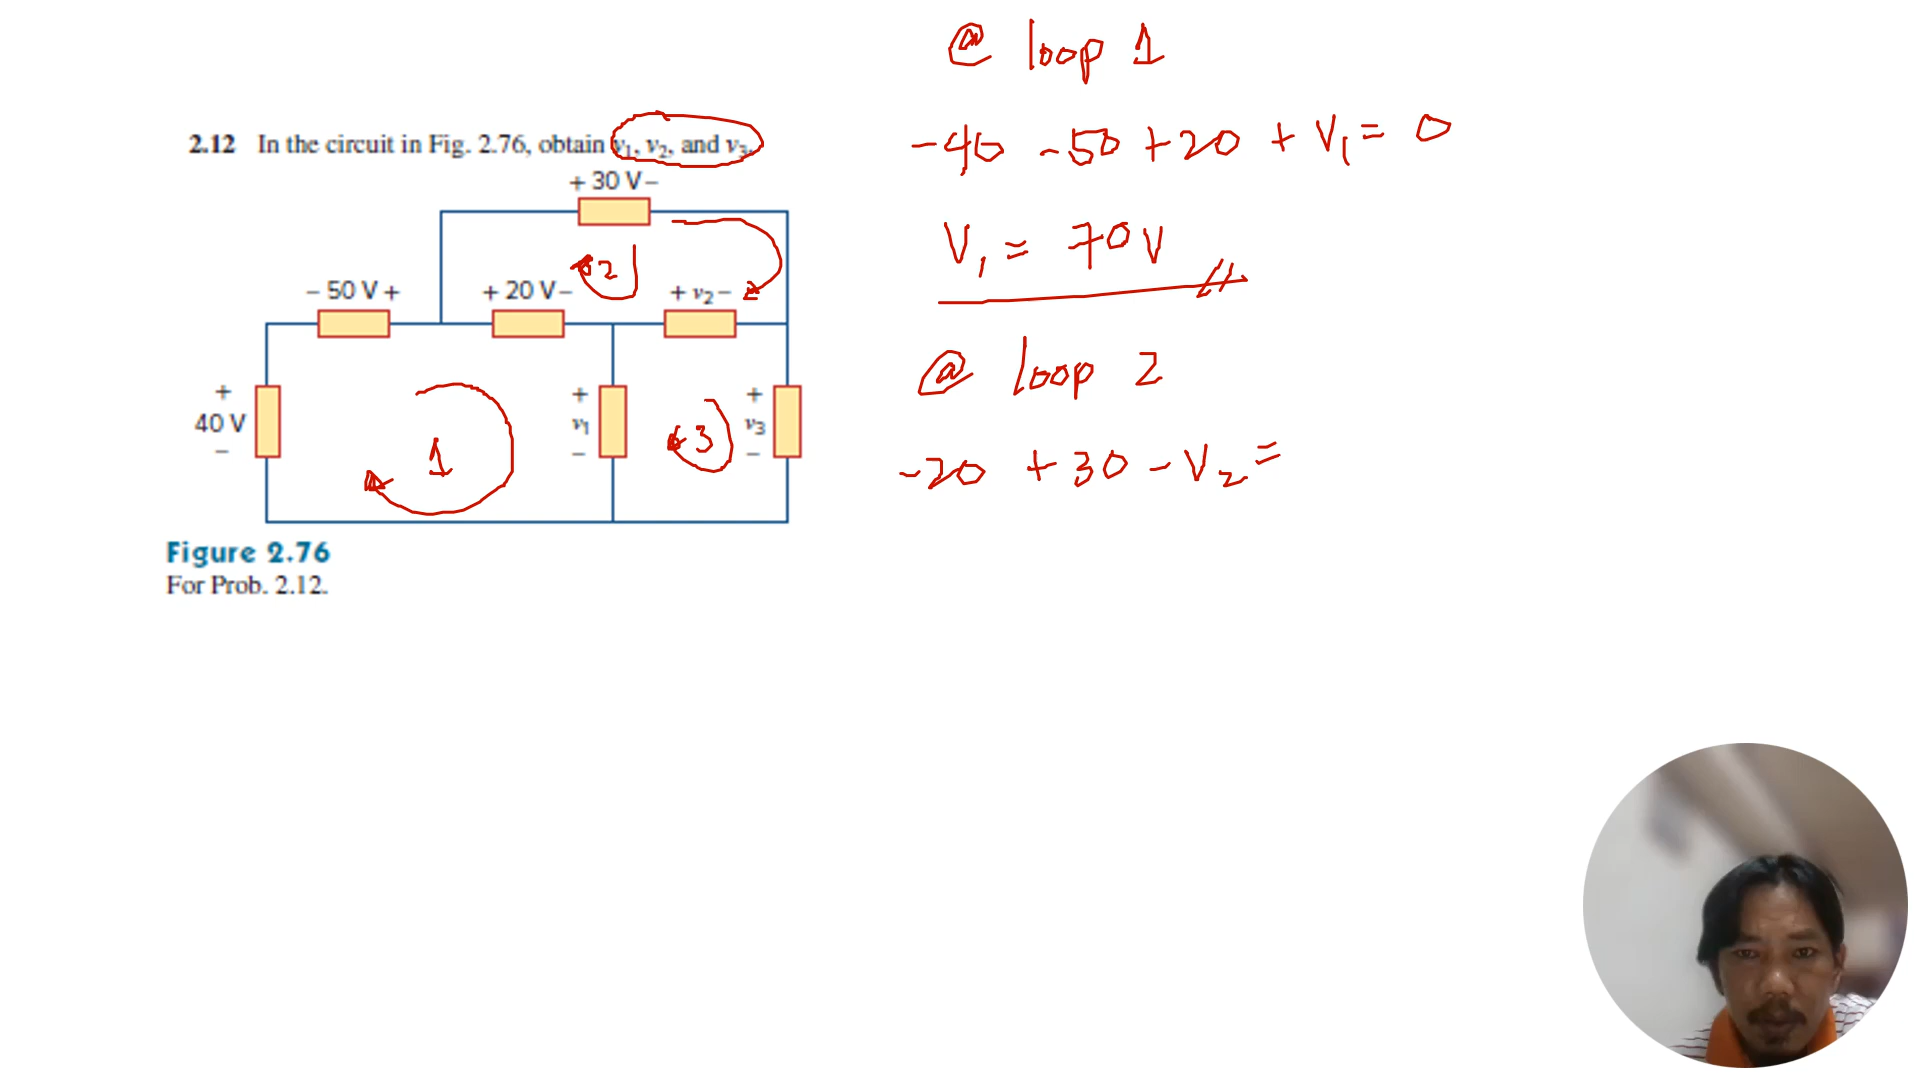 2.12 In the circuit in Fig. 2.76, obtain v₁, v₂, and v₃.
+ 30 V –
– 50 V +
+ 20 V –
+ v₂ –
2
+
40 V
–
1
+
v₁
–
3
+
v₃
–
Figure 2.76
For Prob. 2.12.
@ loop 1
-40 -50 +20 + V₁ = 0
V₁ = 70V
@ loop 2
-20 +30 - V₂ =